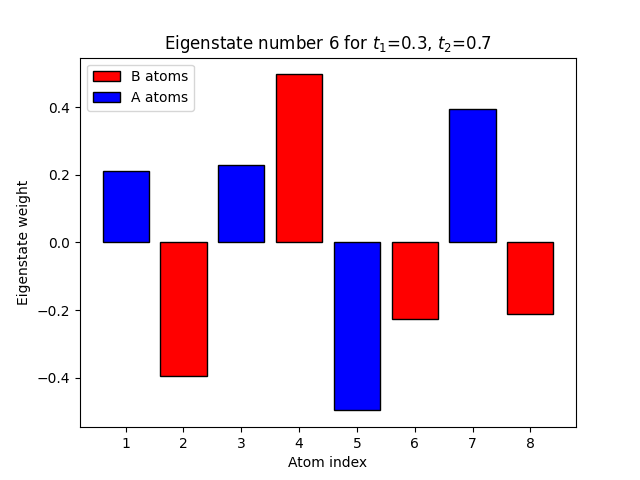 Eigenstate number 6 for t₁=0.3, t₂=0.7
B atoms
A atoms
Eigenstate weight
0.4
0.2
0.0
−0.2
−0.4
1 2 3 4 5 6 7 8
Atom index